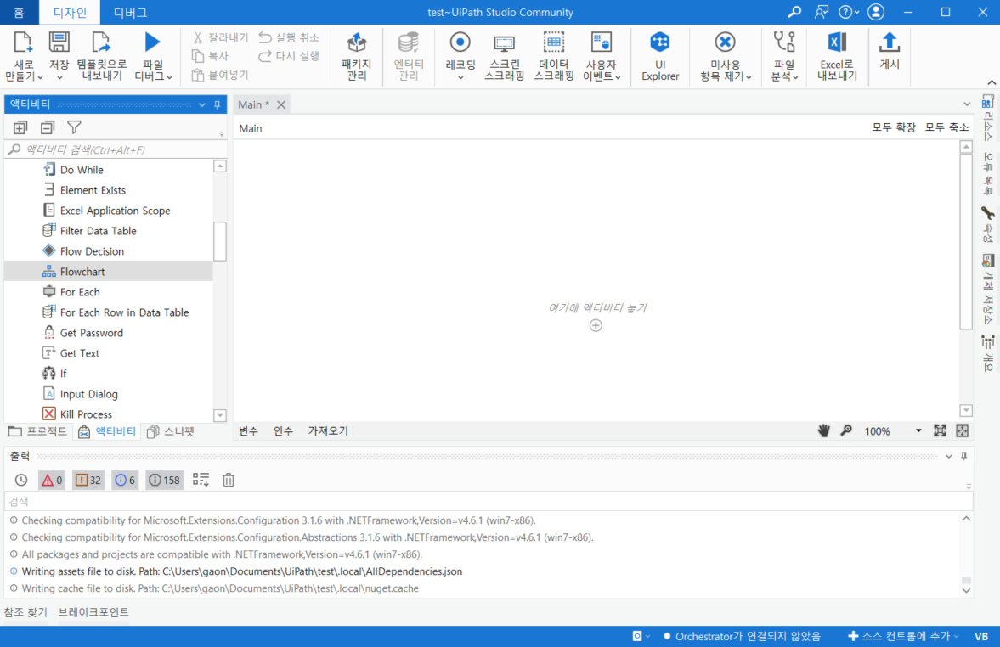 홈 디자인 디버그 test~UiPath Studio Community
새로 만들기 저장 템플릿으로 내보내기 파일 디버그 잘라내기 복사 붙여넣기 실행 취소 다시 실행 패키지 관리 엔터티 관리 레코딩 스크린 스크래핑 데이터 스크래핑 사용자 이벤트 UI Explorer 미사용 항목 제거 파일 분석 Excel로 내보내기 게시
액티비티
액티비티 검색(Ctrl+Alt+F)
Do While
Element Exists
Excel Application Scope
Filter Data Table
Flow Decision
Flowchart
For Each
For Each Row in Data Table
Get Password
Get Text
If
Input Dialog
Kill Process
프로젝트 액티비티 스니펫
Main *
Main 모두 확장 모두 축소
여기에 액티비티 놓기
변수 인수 가져오기 100%
리소스
오류 목록
속성
개체 저장소
개요
출력
0 32 6 158
검색
Checking compatibility for Microsoft.Extensions.Configuration 3.1.6 with .NETFramework,Version=v4.6.1 (win7-x86).
Checking compatibility for Microsoft.Extensions.Configuration.Abstractions 3.1.6 with .NETFramework,Version=v4.6.1 (win7-x86).
All packages and projects are compatible with .NETFramework,Version=v4.6.1 (win7-x86).
Writing assets file to disk. Path: C:\Users\gaon\Documents\UiPath\test\.local\AllDependencies.json
Writing cache file to disk. Path: C:\Users\gaon\Documents\UiPath\test\.local\nuget.cache
참조 찾기 브레이크포인트
Orchestrator가 연결되지 않았음 소스 컨트롤에 추가 VB